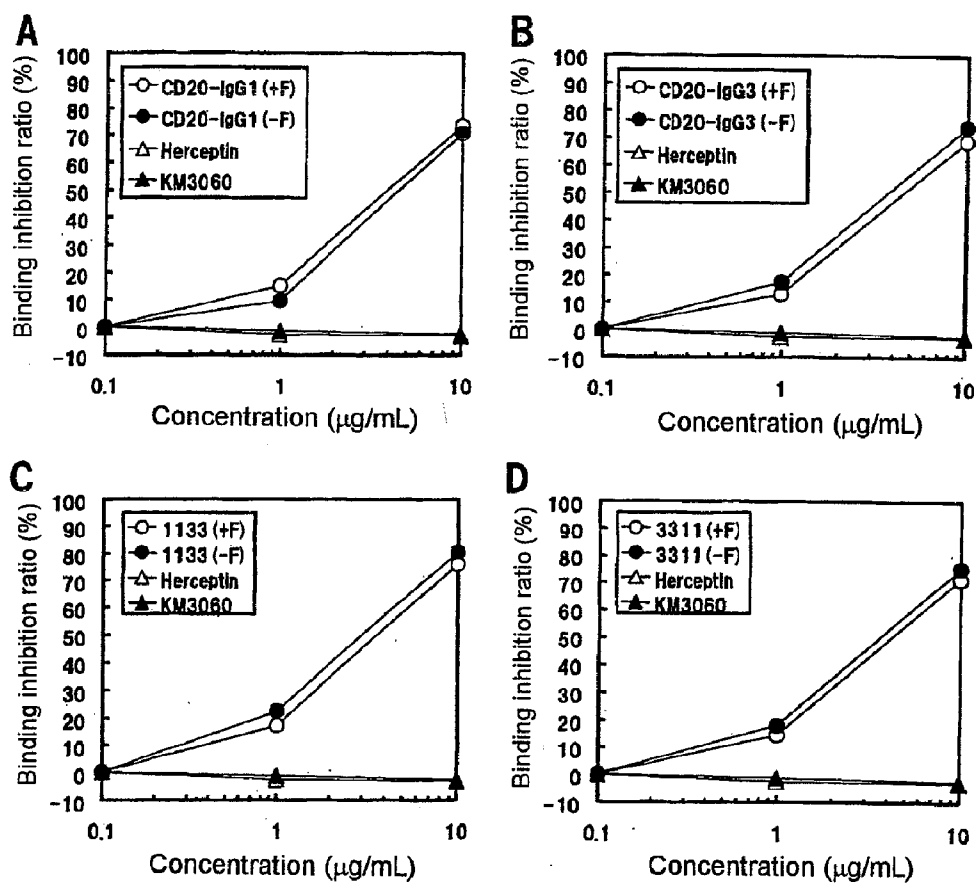 A
Binding inhibition ratio (%)
100
90
80
70
60
50
40
30
20
10
0
-10
CD20-IgG1 (+F)
CD20-IgG1 (-F)
Herceptin
KM3060
0.1
1
10
Concentration (μg/mL)
B
Binding inhibition ratio (%)
100
90
80
70
60
50
40
30
20
10
0
-10
CD20-IgG3 (+F)
CD20-IgG3 (-F)
Herceptin
KM3060
0.1
1
10
Concentration (μg/mL)
C
Binding inhibition ratio (%)
100
90
80
70
60
50
40
30
20
10
0
-10
1133 (+F)
1133 (-F)
Herceptin
KM3060
0.1
1
10
Concentration (μg/mL)
D
Binding inhibition ratio (%)
100
90
80
70
60
50
40
30
20
10
0
-10
3311 (+F)
3311 (-F)
Herceptin
KM3060
0.1
1
10
Concentration (μg/mL)